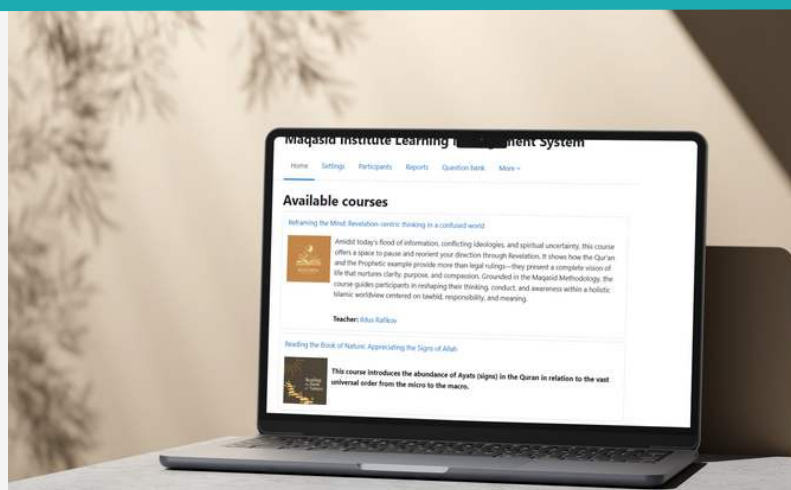 Maqasid Institute Learning ment System
Home Settings Participants Reports Question bank More
Available courses
Reframing the Mind: Revelation-centric thinking in a confused world
Amidst today's flood of information, conflicting ideologies, and spiritual uncertainty, this course
offers a space to pause and reorient your direction through Revelation. It shows how the Qur'an
and the Prophetic example provide more than legal rulings—they present a complete vision of
life that nurtures clarity, purpose, and compassion. Grounded in the Maqasid Methodology, the
course guides participants in reshaping their thinking, conduct, and awareness within a holistic
Islamic worldview centered on tawhid, responsibility, and meaning.
Teacher: Ildus Rafikov
Reading the Book of Nature: Appreciating the Signs of Allah
Reading
the Book
of Nature
This course introduces the abundance of Ayats (signs) in the Quran in relation to the vast
universal order from the micro to the macro.